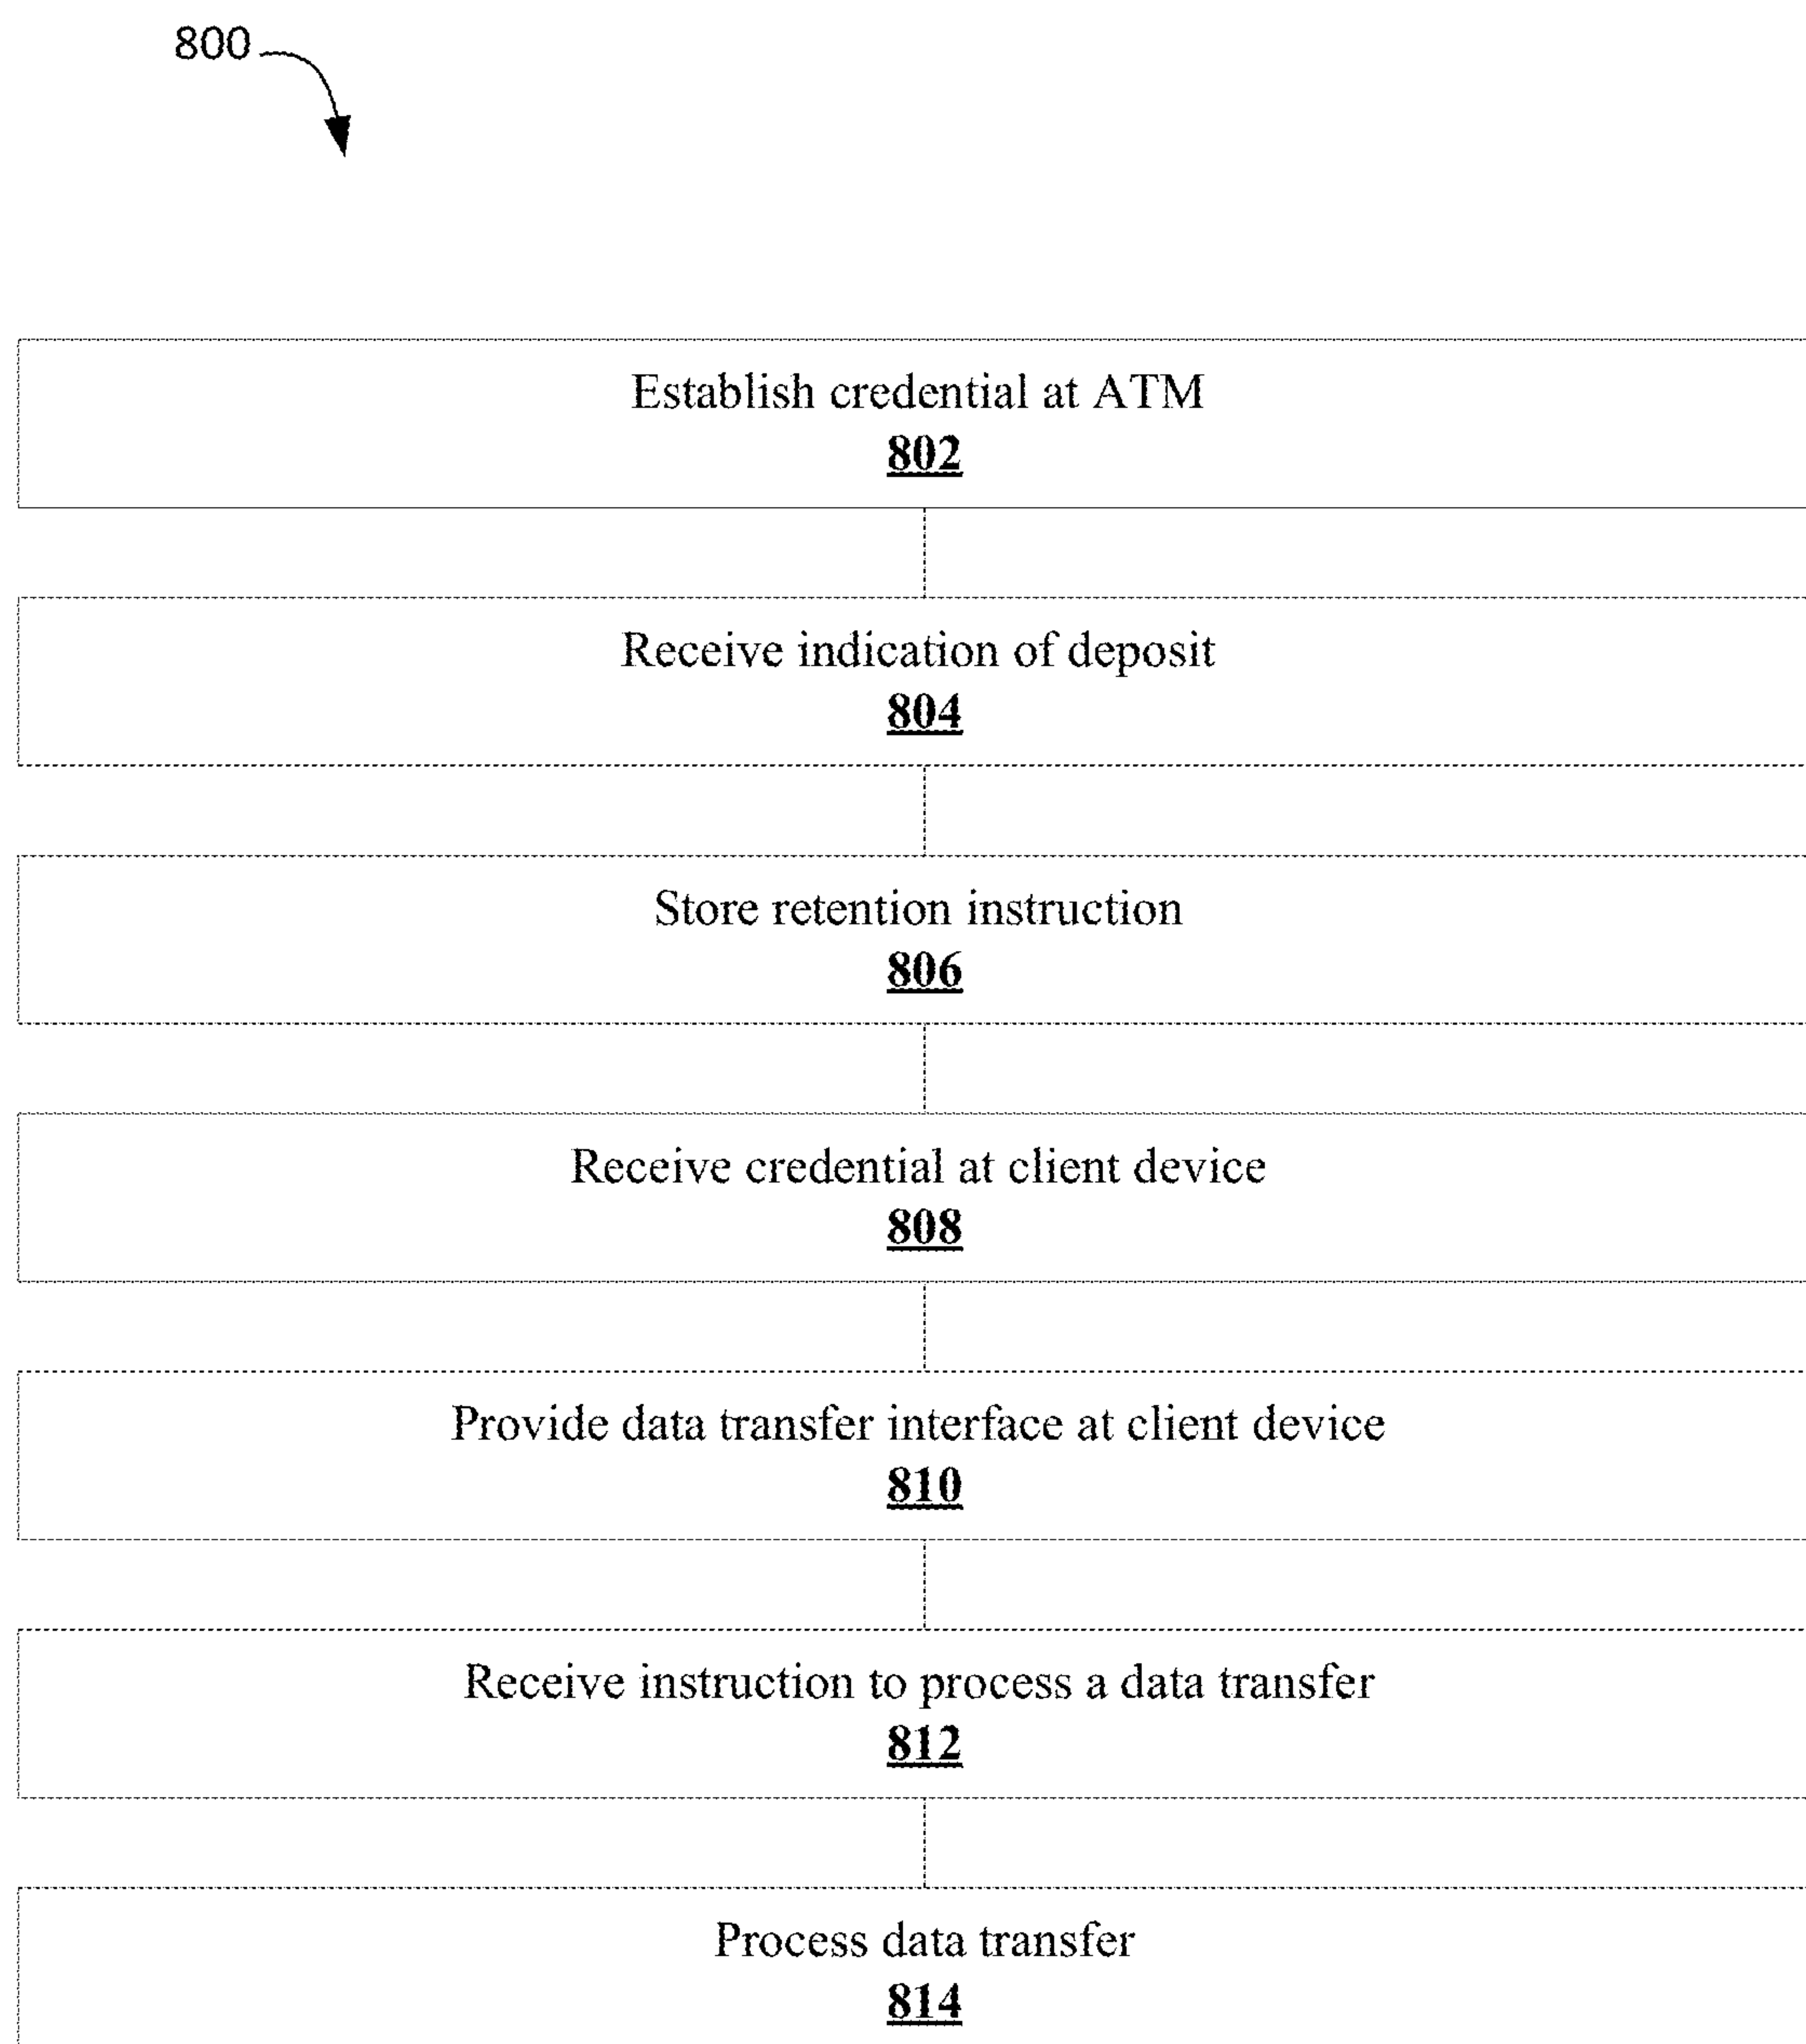 800
Establish credential at ATM
802
Receive indication of deposit
804
Store retention instruction
806
Receive credential at client device
808
Provide data transfer interface at client device
810
Receive instruction to process a data transfer
812
Process data transfer
814